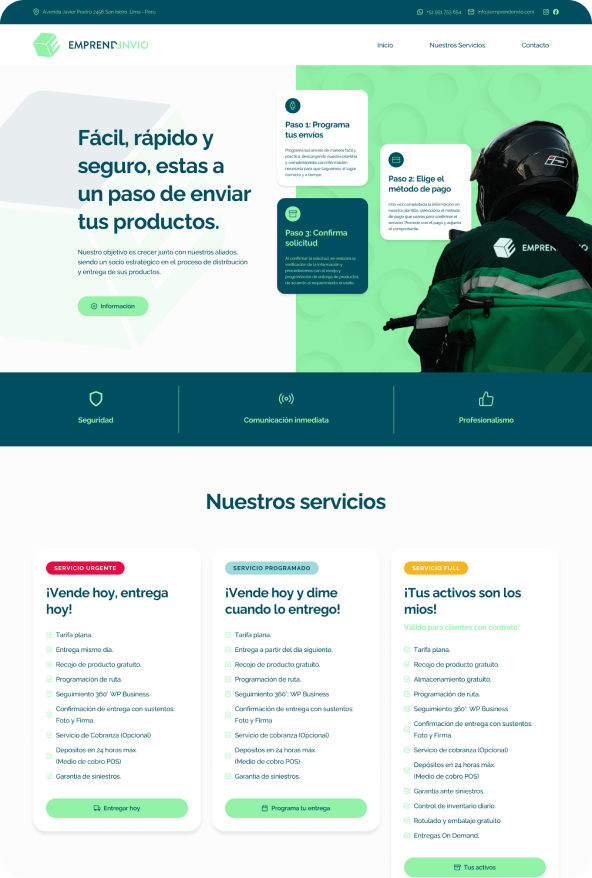 Avenida Javier Pradro 0496 San Isidro, Lima - Perú
+51 951 753 854
info@emprendenvio.com
EMPRENDENVIO
Inicio
Nuestros Servicios
Contacto
Fácil, rápido y
seguro, estas a
un paso de enviar
tus productos.
Nuestro objetivo es crecer junto con nuestros aliados,
siendo un socio estratégico en el proceso de distribución
y entrega de sus productos.
Información
Paso 1: Programa
tus envíos
Programa tus envíos de manera fácil y
practica, descargando nuestra plantilla
y completandola con información
necesaria para que lleguemos al lugar
correcto y a tiempo.
Paso 2: Elige el
método de pago
Una vez completada la información en
nuestra plantilla, selecciona el método
de pago que usaras para confirmar el
servicio. Procede con el pago y adjunta
el comprobante.
Paso 3: Confirma
solicitud
Al confirmar la solicitud, se realizará la
verificación de la información y
procederemos con el recojo y
programación de entrega de productos
de acuerdo al requerimiento enviado.
Seguridad
Comunicación inmediata
Profesionalismo
Nuestros servicios
SERVICIO URGENTE
¡Vende hoy, entrega
hoy!
Tarifa plana.
Entrega mismo día.
Recojo de producto gratuito.
Programación de ruta.
Seguimiento 360° WP Business
Confirmación de entrega con sustentos:
Foto y Firma.
Servicio de Cobranza (Opcional)
Depósitos en 24 horas máx.
(Medio de cobro POS)
Garantía de siniestros.
Entregar hoy
SERVICIO PROGRAMADO
¡Vende hoy y dime
cuando lo entrego!
Tarifa plana.
Entrega a partir del día siguiente.
Recojo de producto gratuito.
Programación de ruta.
Seguimiento 360°: WP Business
Confirmación de entrega con sustentos:
Foto y Firma
Servicio de Cobranza (Opcional)
Depósitos en 24 horas máx.
(Medio de cobro POS)
Garantía de siniestros.
Programa tu entrega
SERVICIO FULL
¡Tus activos son los
mios!
Válido para clientes con contrato*
Tarifa plana.
Recojo de producto gratuito.
Almacenamiento gratuito.
Programación de ruta.
Seguimiento 360°: WP Business
Confirmación de entrega con sustentos:
Foto y Firma
Servicio de cobranza (Opcional)
Depósitos en 24 horas máx.
(Medio de cobro POS)
Garantía ante siniestros.
Control de inventario diario.
Rotulado y embalaje gratuito.
Entregas On Demand.
Tus activos